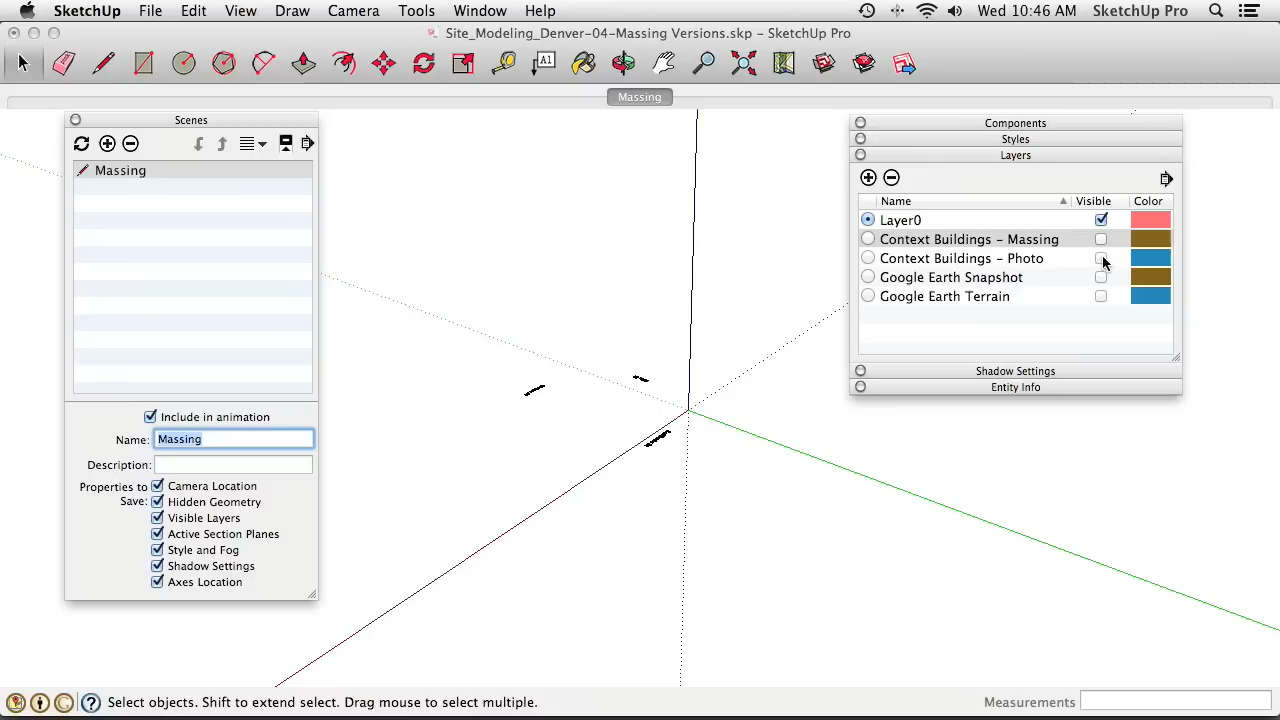 SketchUp File Edit View Draw Camera Tools Window Help Wed 10:46 AM SketchUp Pro
Site_Modeling_Denver-04-Massing Versions.skp – SketchUp Pro
A1
Massing
Scenes
Massing
Include in animation
Name: Massing
Description:
Properties to Save:
Camera Location
Hidden Geometry
Visible Layers
Active Section Planes
Style and Fog
Shadow Settings
Axes Location
Components
Styles
Layers
Name Visible Color
Layer0
Context Buildings – Massing
Context Buildings – Photo
Google Earth Snapshot
Google Earth Terrain
Shadow Settings
Entity Info
Select objects. Shift to extend select. Drag mouse to select multiple.
Measurements